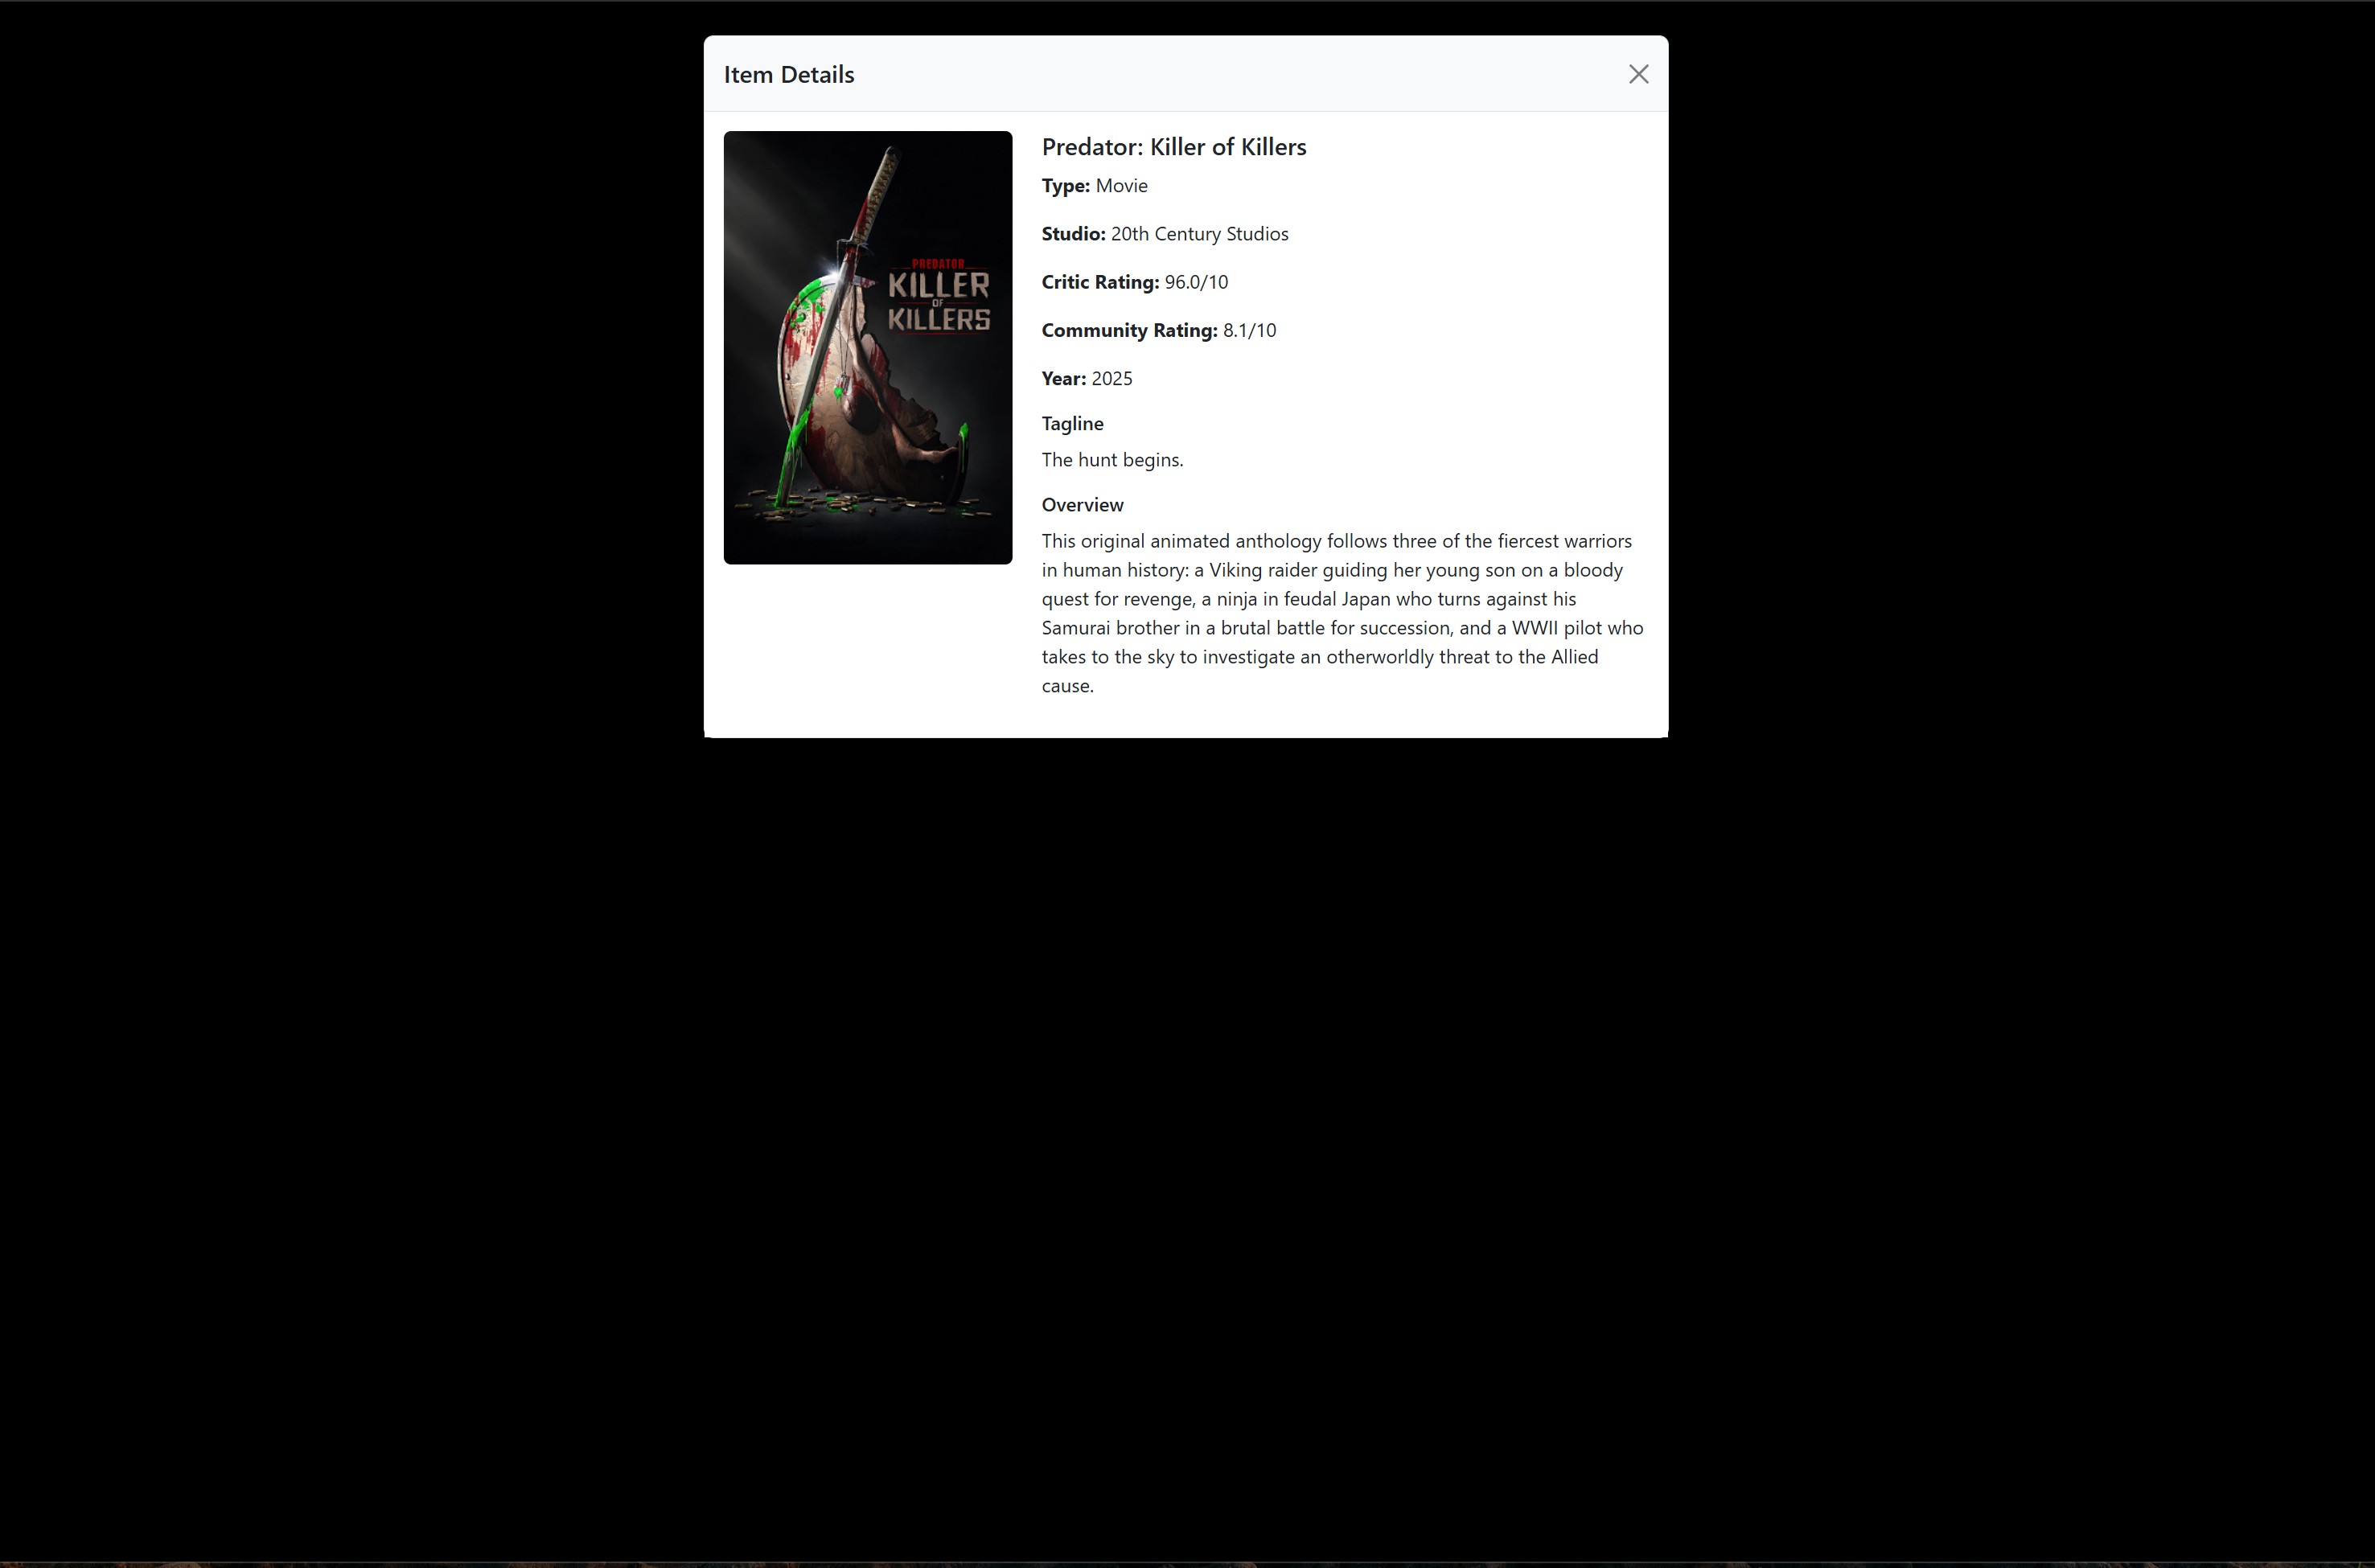 Item Details
PREDATOR
KILLER
OF
KILLERS
Predator: Killer of Killers
Type: Movie
Studio: 20th Century Studios
Critic Rating: 96.0/10
Community Rating: 8.1/10
Year: 2025
Tagline
The hunt begins.
Overview
This original animated anthology follows three of the fiercest warriors
in human history: a Viking raider guiding her young son on a bloody
quest for revenge, a ninja in feudal Japan who turns against his
Samurai brother in a brutal battle for succession, and a WWII pilot who
takes to the sky to investigate an otherworldly threat to the Allied
cause.